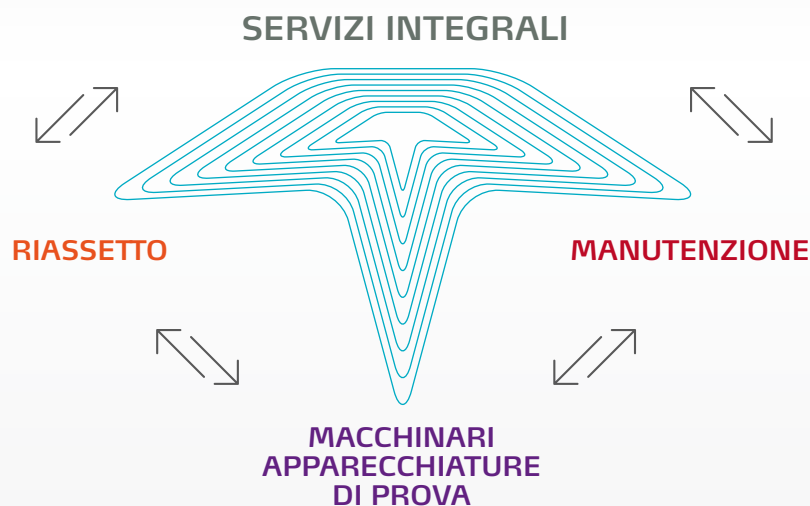 SERVIZI INTEGRALI
RIASSETTO
MANUTENZIONE
MACCHINARI
APPARECCHIATURE
DI PROVA